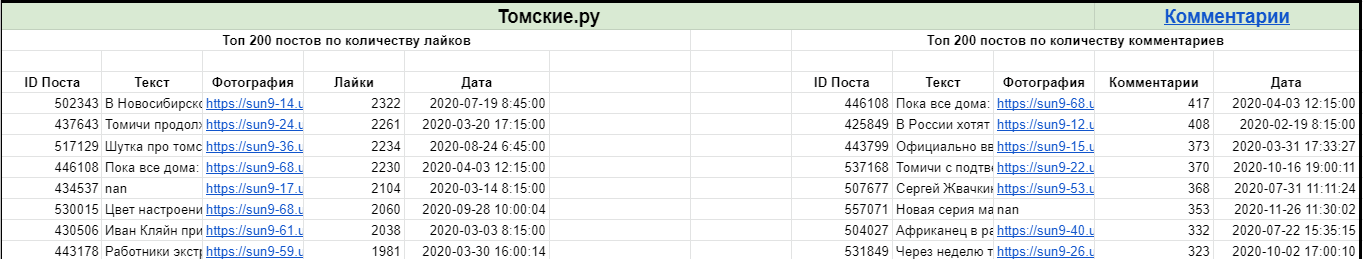 Томские.ру Комментарии
Топ 200 постов по количеству лайков Топ 200 постов по количеству комментариев
ID Поста Текст Фотография Лайки Дата ID Поста Текст Фотография Комментарии Дата
502343 В Новосибирско https://sun9-14.u 2322 2020-07-19 8:45:00 446108 Пока все дома: https://sun9-68.u 417 2020-04-03 12:15:00
437643 Томичи продолж https://sun9-24.u 2261 2020-03-20 17:15:00 425849 В России хотят https://sun9-12.u 408 2020-02-19 8:15:00
517129 Шутка про томс https://sun9-36.u 2234 2020-08-24 6:45:00 443799 Официально вв https://sun9-15.u 373 2020-03-31 17:33:27
446108 Пока все дома: https://sun9-68.u 2230 2020-04-03 12:15:00 537168 Томичи с подтве https://sun9-22.u 370 2020-10-16 19:00:11
434537 nan https://sun9-17.u 2104 2020-03-14 8:15:00 507677 Сергей Жвачкин https://sun9-53.u 368 2020-07-31 11:11:24
530015 Цвет настроени https://sun9-68.u 2060 2020-09-28 10:00:04 557071 Новая серия ма nan 353 2020-11-26 11:30:02
430506 Иван Кляйн при https://sun9-61.u 2038 2020-03-03 8:15:00 504027 Африканец в ра https://sun9-40.u 332 2020-07-22 15:35:15
443178 Работники экст https://sun9-59.u 1981 2020-03-30 16:00:14 531849 Через неделю т https://sun9-26.u 323 2020-10-02 17:00:10